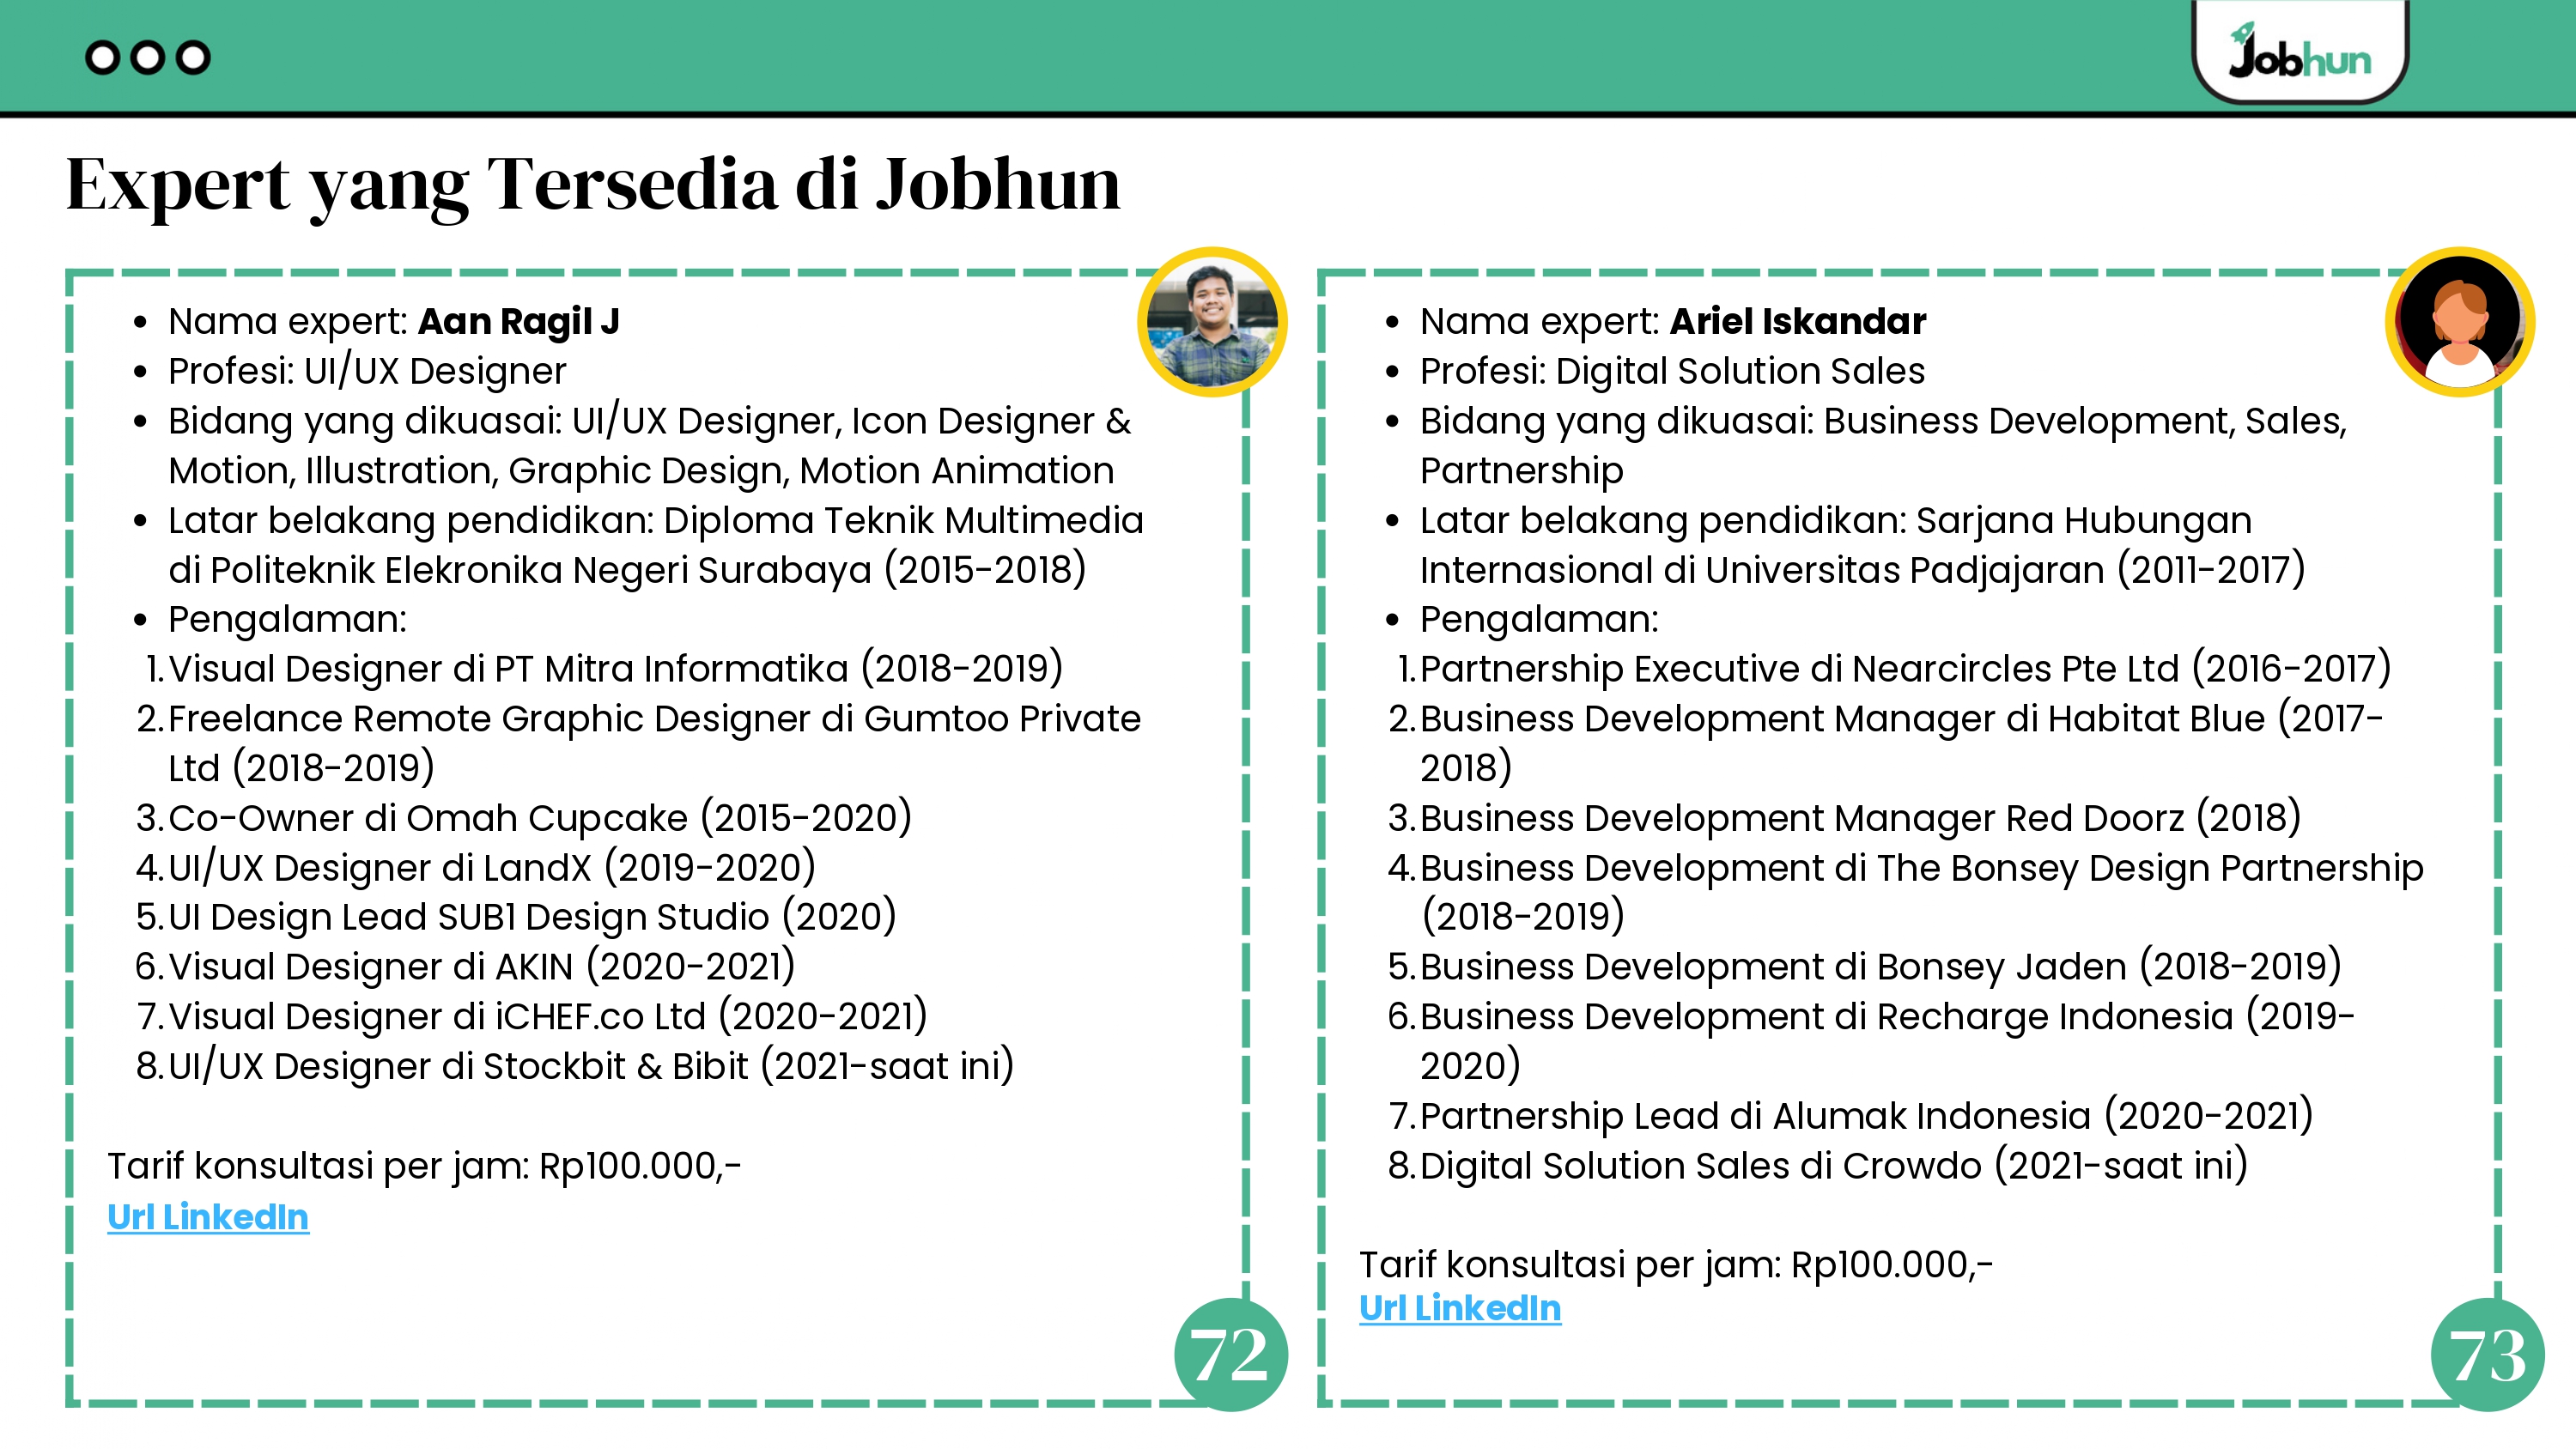 Jobhun
Expert yang Tersedia di Jobhun
• Nama expert: Aan Ragil J
• Profesi: UI/UX Designer
• Bidang yang dikuasai: UI/UX Designer, Icon Designer &
Motion, Illustration, Graphic Design, Motion Animation
• Latar belakang pendidikan: Diploma Teknik Multimedia
di Politeknik Elekronika Negeri Surabaya (2015-2018)
• Pengalaman:
1. Visual Designer di PT Mitra Informatika (2018-2019)
2. Freelance Remote Graphic Designer di Gumtoo Private
Ltd (2018-2019)
3. Co-Owner di Omah Cupcake (2015-2020)
4. UI/UX Designer di LandX (2019-2020)
5. UI Design Lead SUB1 Design Studio (2020)
6. Visual Designer di AKIN (2020-2021)
7. Visual Designer di iCHEF.co Ltd (2020-2021)
8. UI/UX Designer di Stockbit & Bibit (2021-saat ini)
Tarif konsultasi per jam: Rp100.000,-
Url LinkedIn
72
• Nama expert: Ariel Iskandar
• Profesi: Digital Solution Sales
• Bidang yang dikuasai: Business Development, Sales,
Partnership
• Latar belakang pendidikan: Sarjana Hubungan
Internasional di Universitas Padjajaran (2011-2017)
• Pengalaman:
1. Partnership Executive di Nearcircles Pte Ltd (2016-2017)
2. Business Development Manager di Habitat Blue (2017-
2018)
3. Business Development Manager Red Doorz (2018)
4. Business Development di The Bonsey Design Partnership
(2018-2019)
5. Business Development di Bonsey Jaden (2018-2019)
6. Business Development di Recharge Indonesia (2019-
2020)
7. Partnership Lead di Alumak Indonesia (2020-2021)
8. Digital Solution Sales di Crowdo (2021-saat ini)
Tarif konsultasi per jam: Rp100.000,-
Url LinkedIn
73